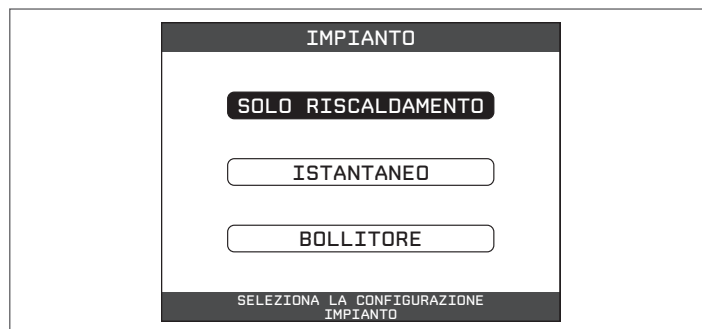 IMPIANTO
SOLO RISCALDAMENTO
ISTANTANEO
BOLLITORE
SELEZIONA LA CONFIGURAZIONE
IMPIANTO